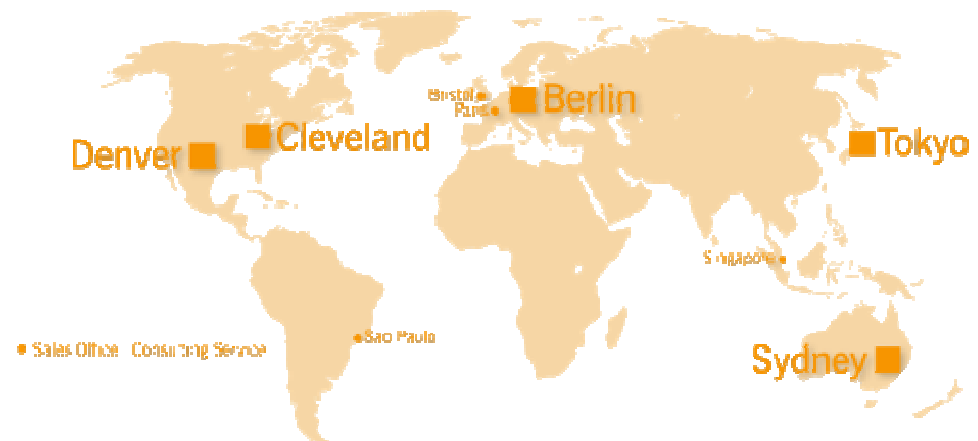 Bristol
Paris
Berlin
Denver
Cleveland
Tokyo
Singapore
Sao Paulo
Sales Office Consulting Service
Sydney